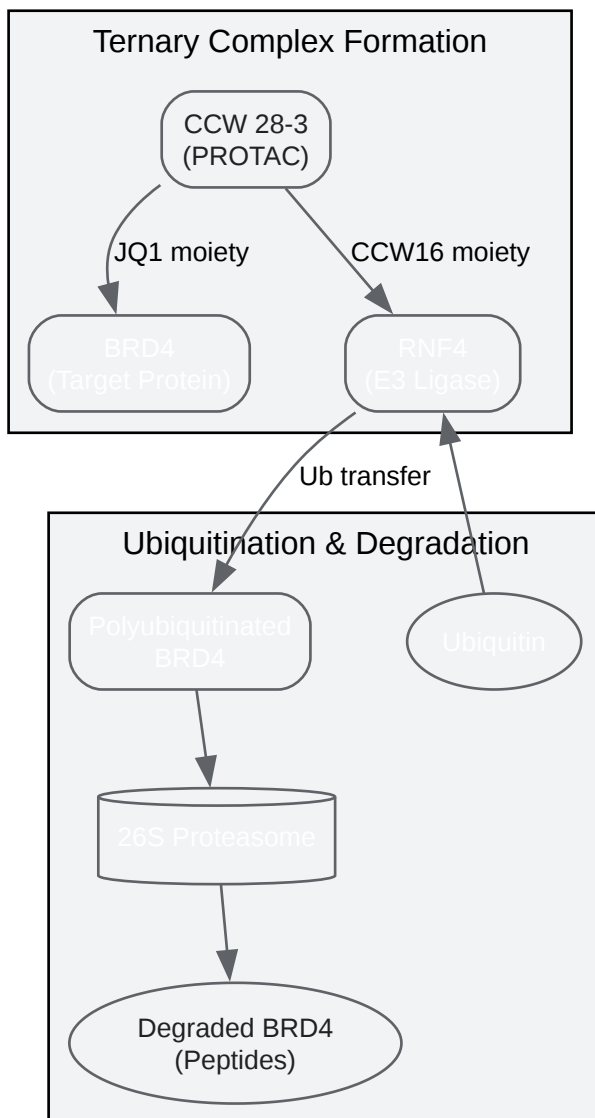 Ternary Complex Formation
CCW 28-3
(PROTAC)
JQ1 moiety
CCW16 moiety
BRD4
(Target Protein)
RNF4
(E3 Ligase)
Ub transfer
Ubiquitination & Degradation
Polyubiquitinated
BRD4
Ubiquitin
26S Proteasome
Degraded BRD4
(Peptides)